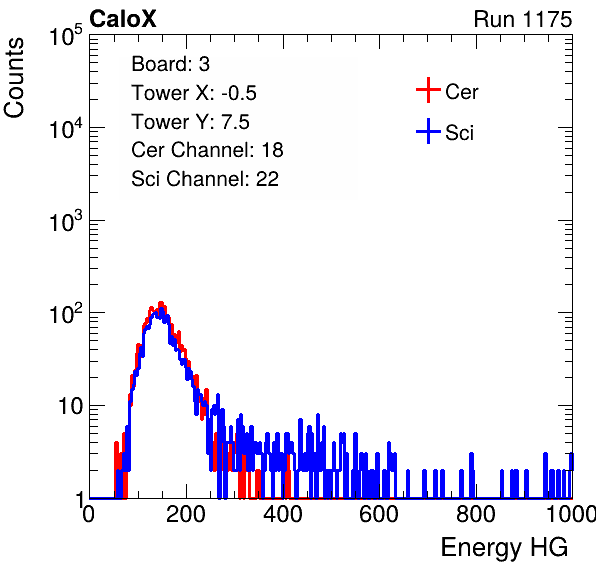 CaloX Run 1175
Counts
10^5
10^4
10^3
10^2
10
1
Board: 3
Tower X: -0.5
Tower Y: 7.5
Cer Channel: 18
Sci Channel: 22
Cer
Sci
0 200 400 600 800 1000
Energy HG